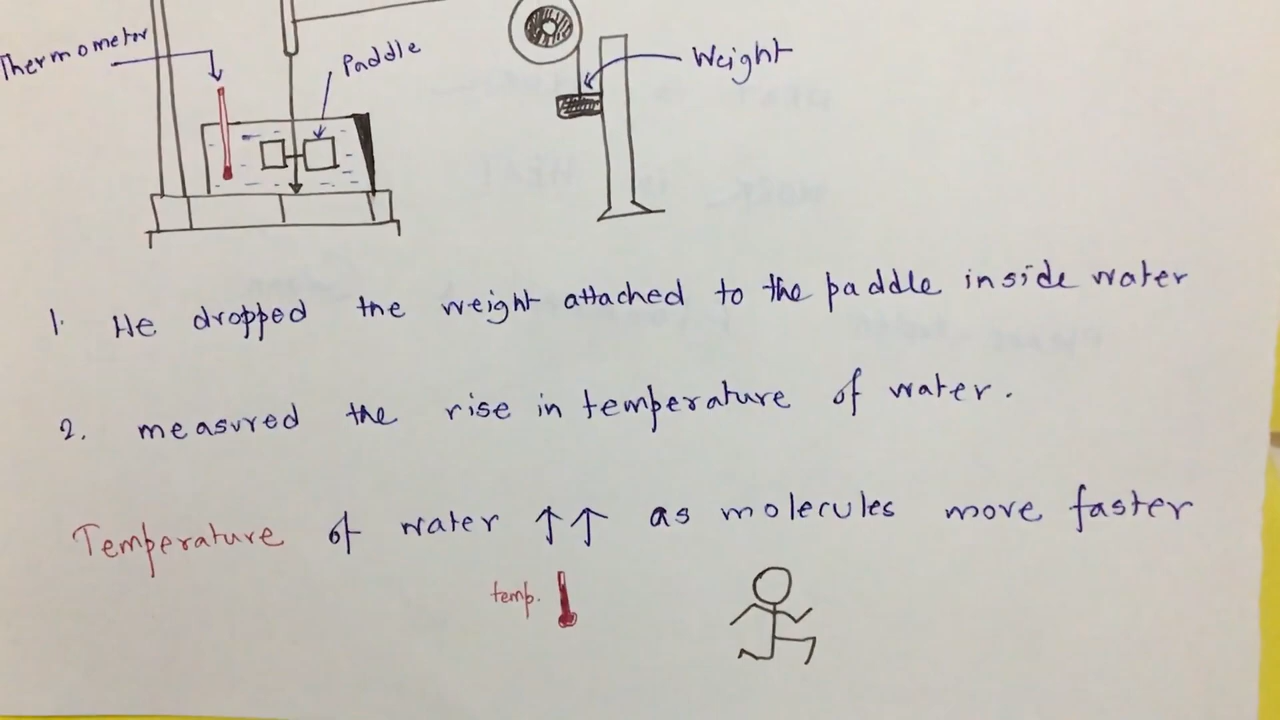 Thermometer
Paddle
Weight
1. He dropped the weight attached to the paddle inside water
2. measured the rise in temperature of water.
Temperature of water ↑↑ as molecules move faster
temp.